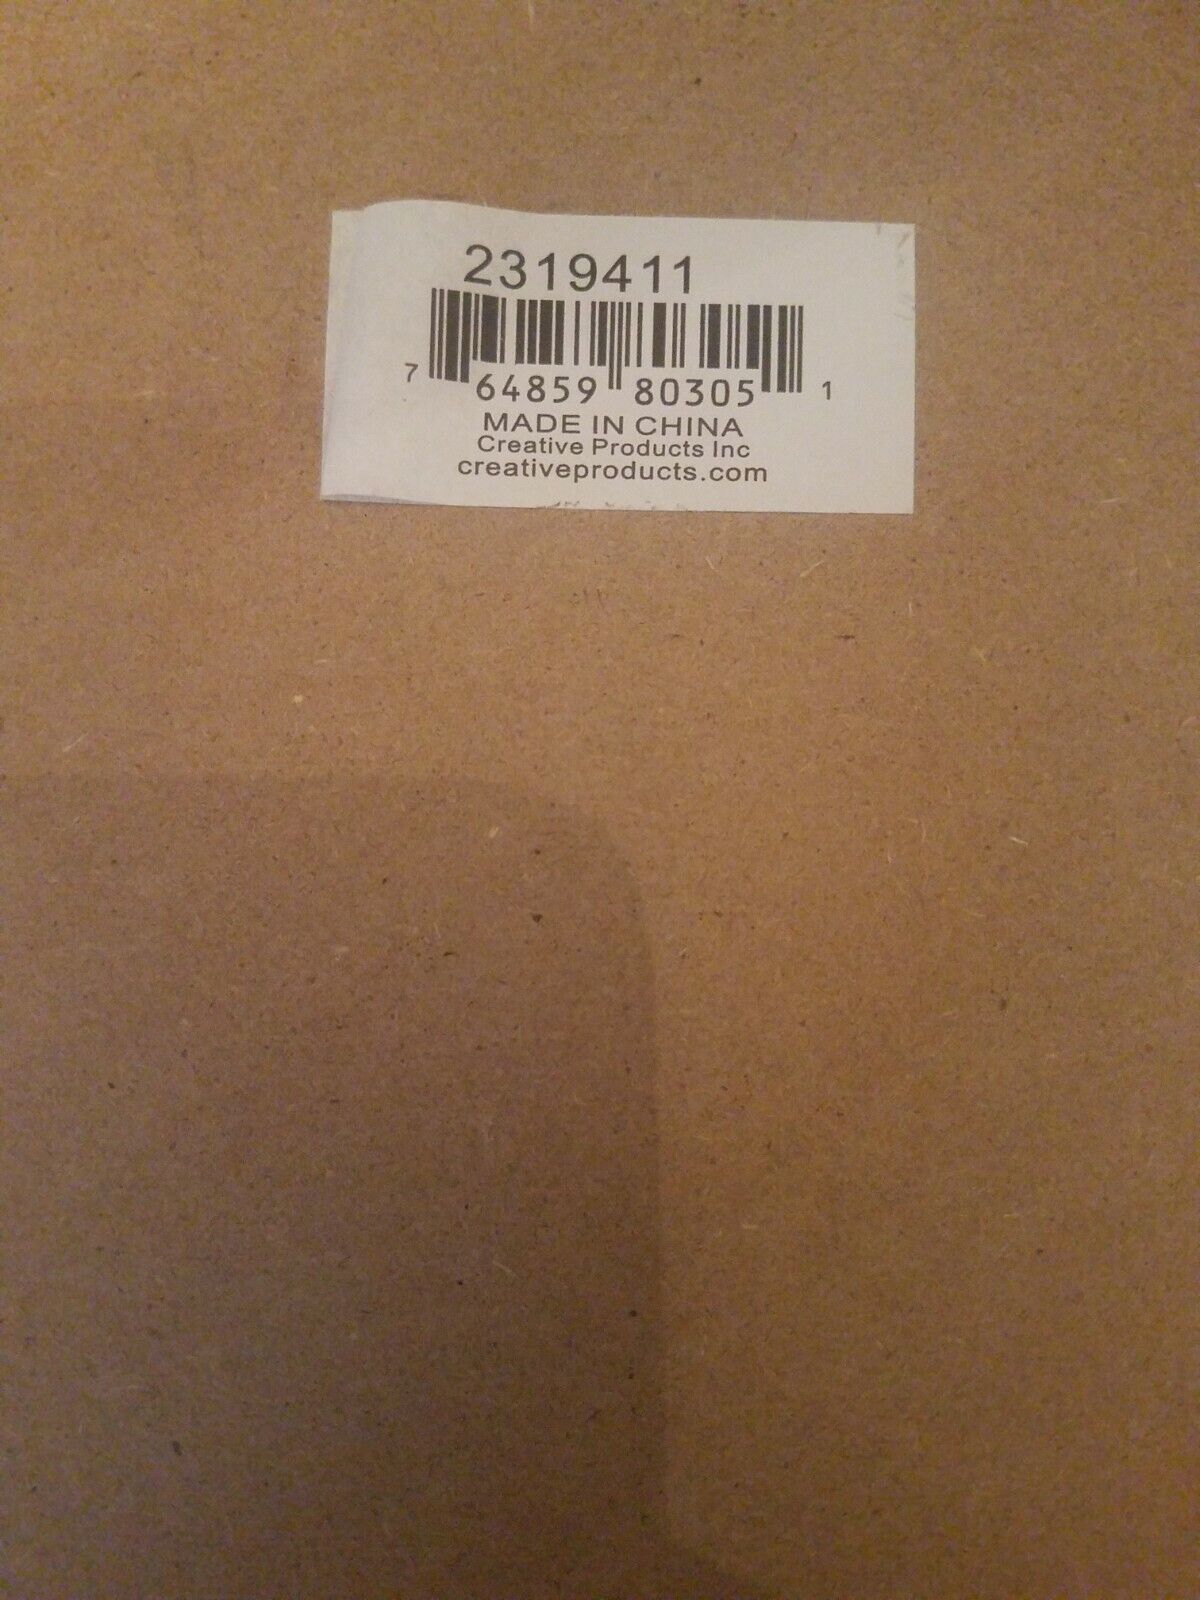 2319411
7 64859 80305 1
MADE IN CHINA
Creative Products Inc
creativeproducts.com